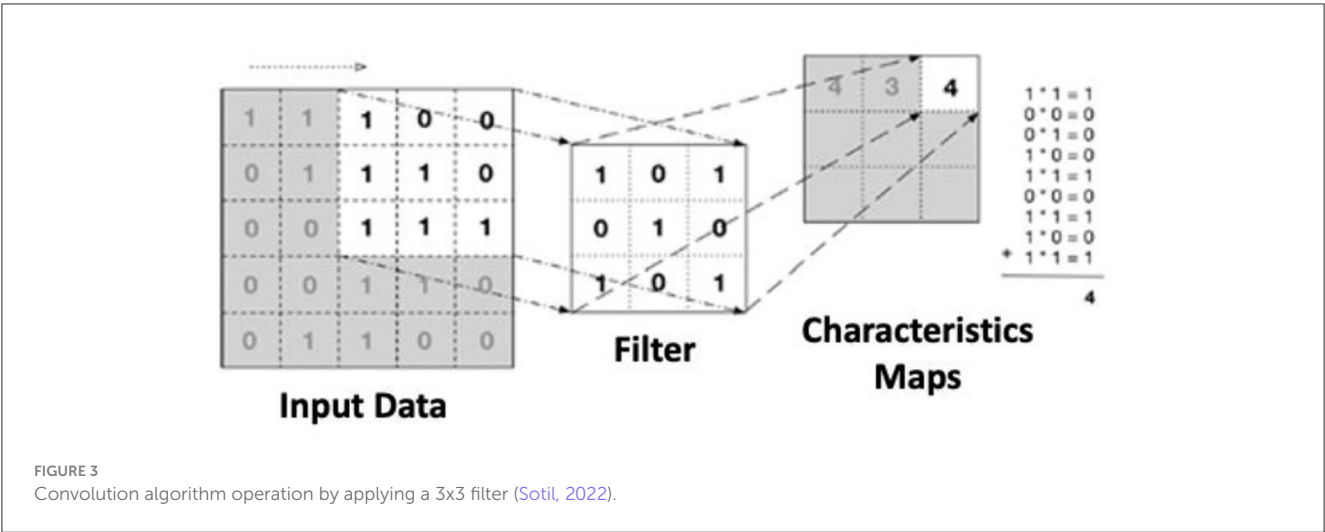 1 1 1 0 0
0 1 1 1 0
0 0 1 1 1
0 0 1 1 0
0 1 1 0 0
Input Data
1 0 1
0 1 0
1 0 1
Filter
4 3 4
Characteristics
Maps
1 * 1 = 1
0 * 0 = 0
0 * 1 = 0
1 * 0 = 0
1 * 1 = 1
0 * 0 = 0
1 * 1 = 1
1 * 0 = 0
+ 1 * 1 = 1
4
FIGURE 3
Convolution algorithm operation by applying a 3x3 filter (Sotil, 2022).